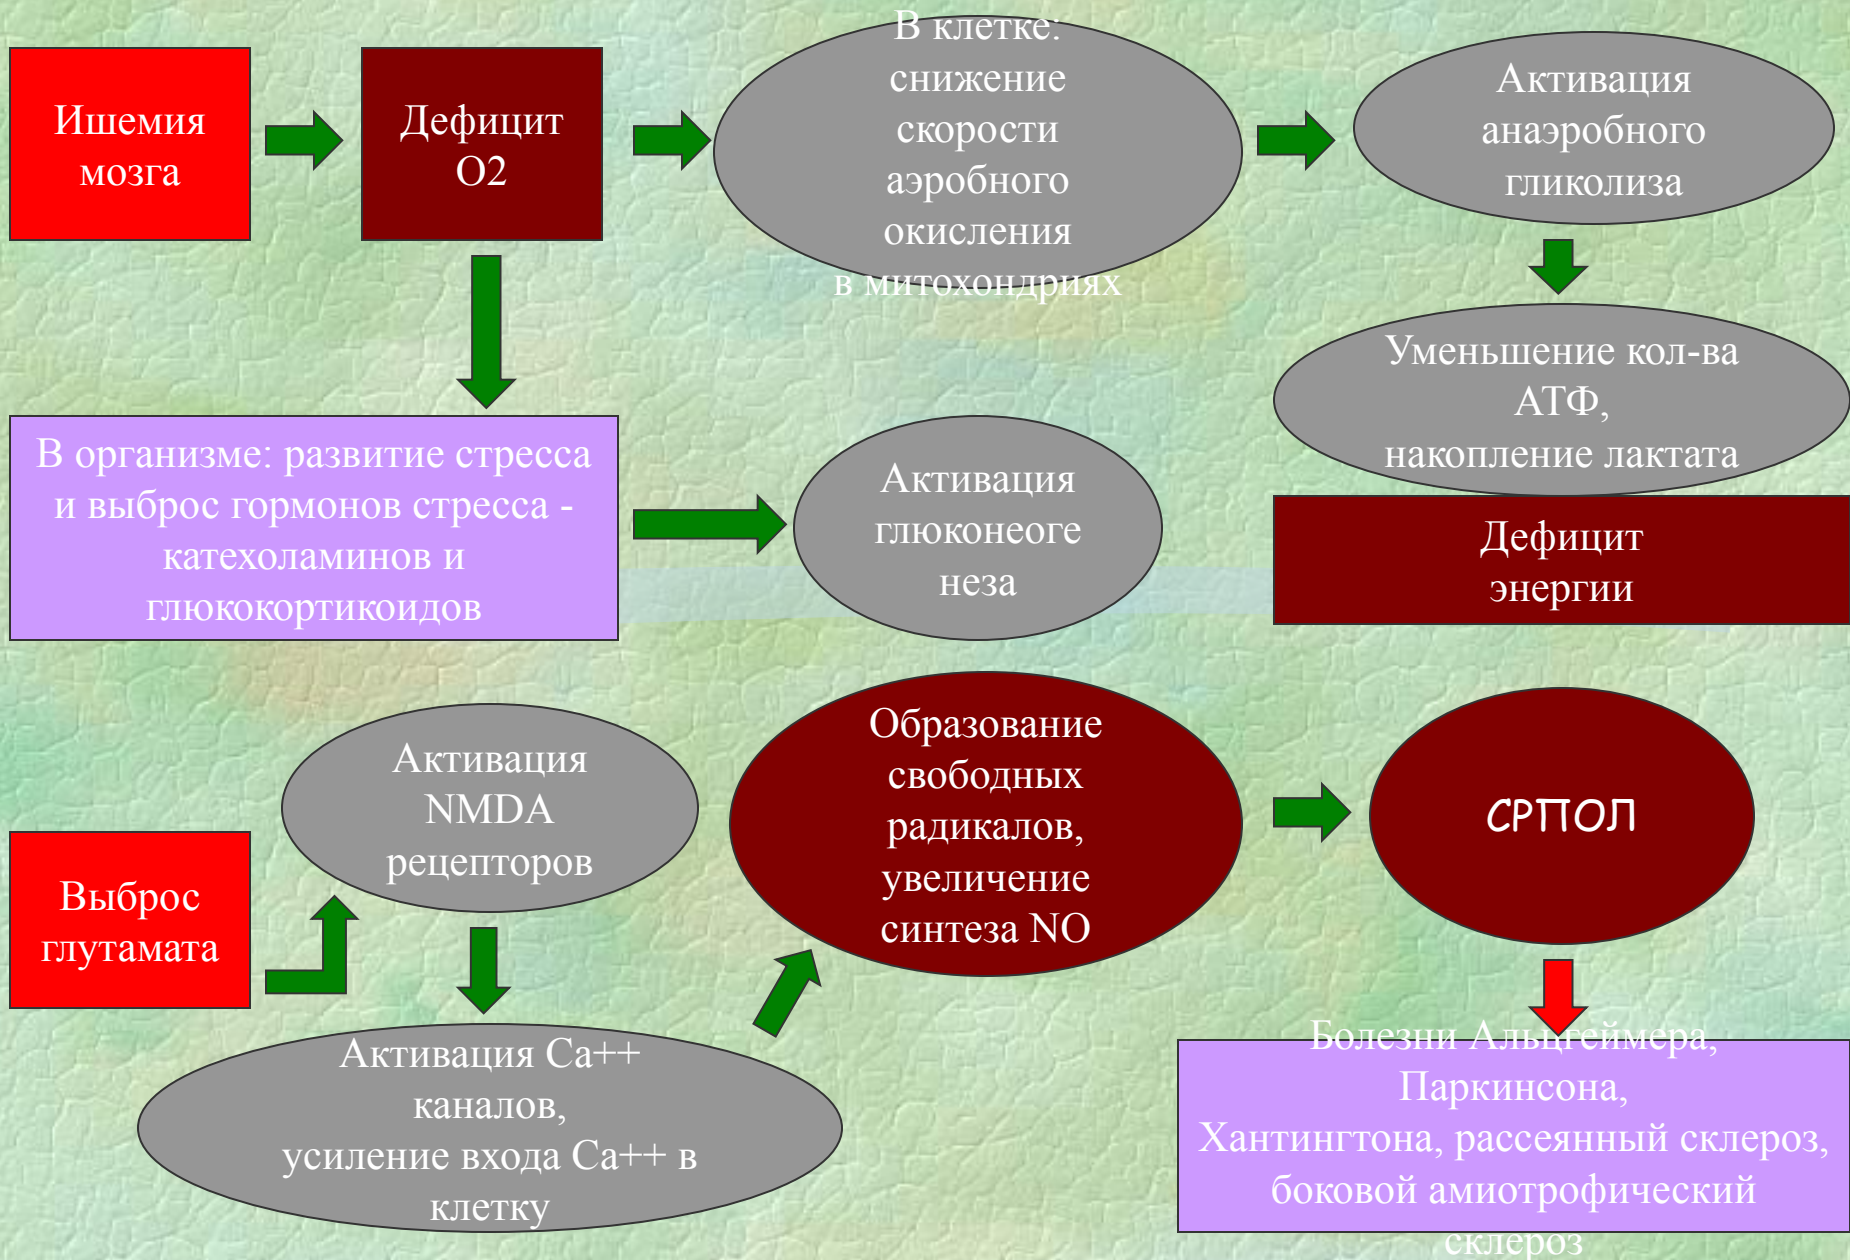 Ишемия
мозга
Дефицит
О2
В клетке:
снижение
скорости
аэробного
окисления
в митохондриях
Активация
анаэробного
гликолиза
Уменьшение кол-ва
АТФ,
накопление лактата
Дефицит
энергии
В организме: развитие стресса
и выброс гормонов стресса -
катехоламинов и
глюкокортикоидов
Активация
глюконеоге
неза
Выброс
глутамата
Активация
NMDA
рецепторов
Активация Ca++
каналов,
усиление входа Ca++ в
клетку
Образование
свободных
радикалов,
увеличение
синтеза NO
СРПОЛ
Болезни Альцгеймера,
Паркинсона,
Хантингтона, рассеянный склероз,
боковой амиотрофический
склероз